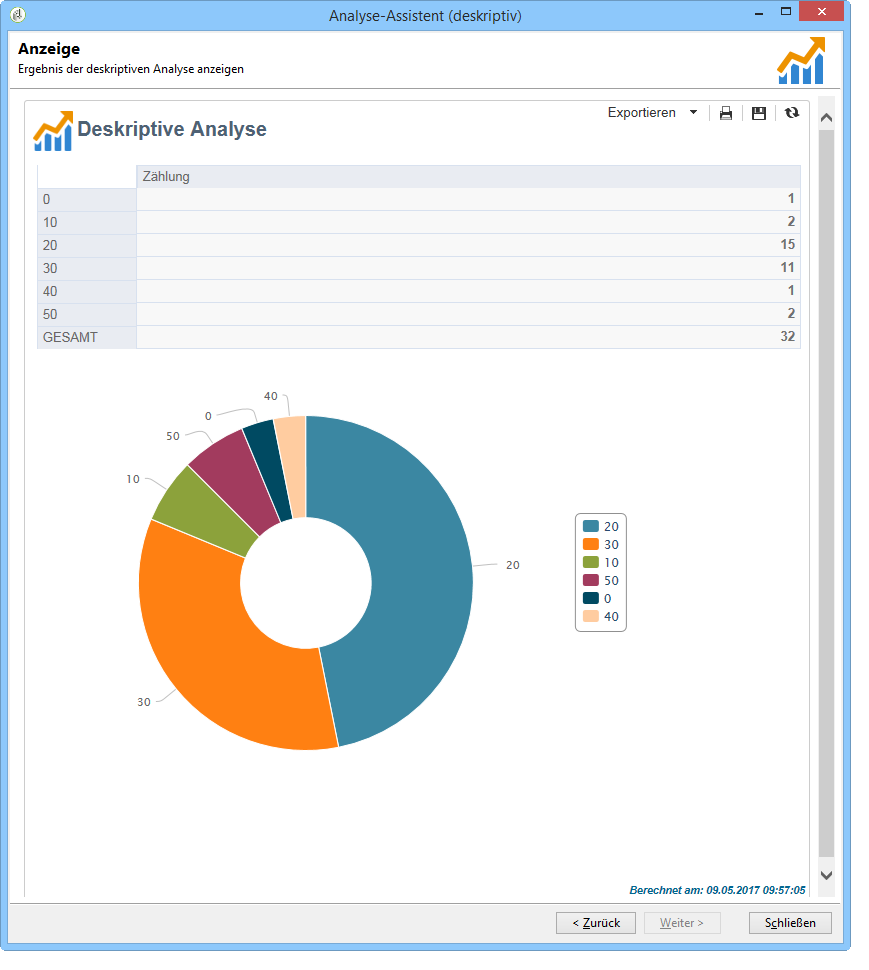 Analyse-Assistent (deskriptiv)
Anzeige
Ergebnis der deskriptiven Analyse anzeigen
Exportieren
Deskriptive Analyse
Zählung
0 1
10 2
20 15
30 11
40 1
50 2
GESAMT 32
40
0
50
10
20
30
20
30
10
50
0
40
Berechnet am: 09.05.2017 09:57:05
< Zurück
Weiter >
Schließen